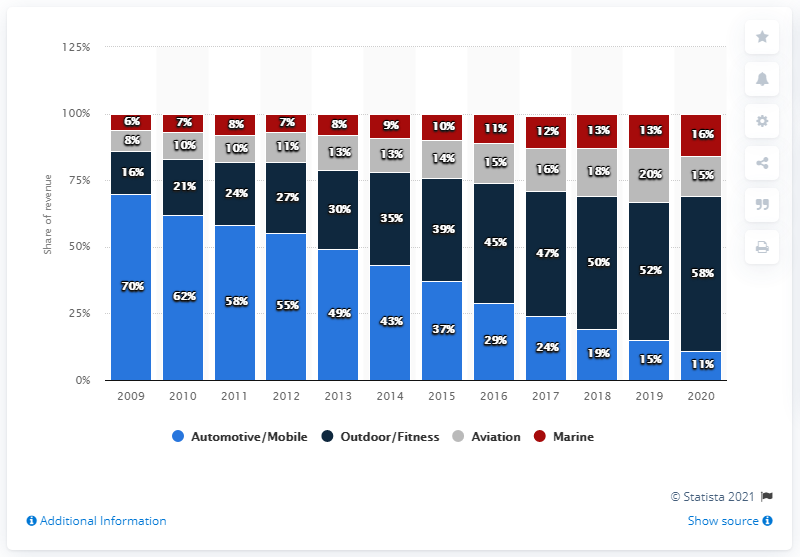 125%
100%
75%
50%
25%
0%
Share of revenue
6% 7% 8% 7% 8% 9% 10% 11% 12% 13% 13% 16%
8% 10% 10% 11% 13% 13% 14% 15% 16% 18% 20% 15%
16% 21% 24% 27% 30% 35% 39% 45% 47% 50% 52% 58%
70% 62% 58% 55% 49% 43% 37% 29% 24% 19% 15% 11%
2009 2010 2011 2012 2013 2014 2015 2016 2017 2018 2019 2020
Automotive/Mobile Outdoor/Fitness Aviation Marine
© Statista 2021
Additional Information Show source